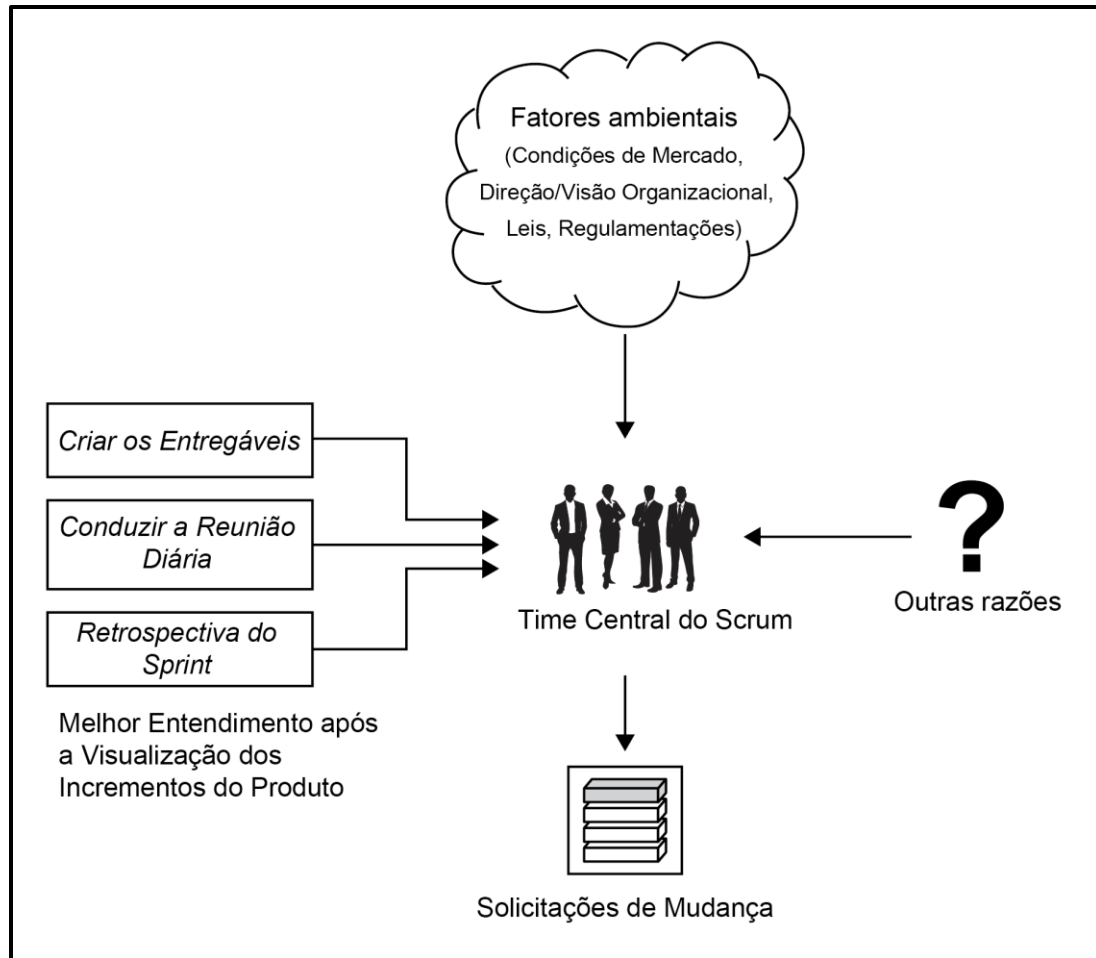 Fatores ambientais
(Condições de Mercado,
Direção/Visão Organizacional,
Leis, Regulamentações)
Criar os Entregáveis
Conduzir a Reunião
Diária
Retrospectiva do
Sprint
Melhor Entendimento após
a Visualização dos
Incrementos do Produto
Time Central do Scrum
?
Outras razões
Solicitações de Mudança